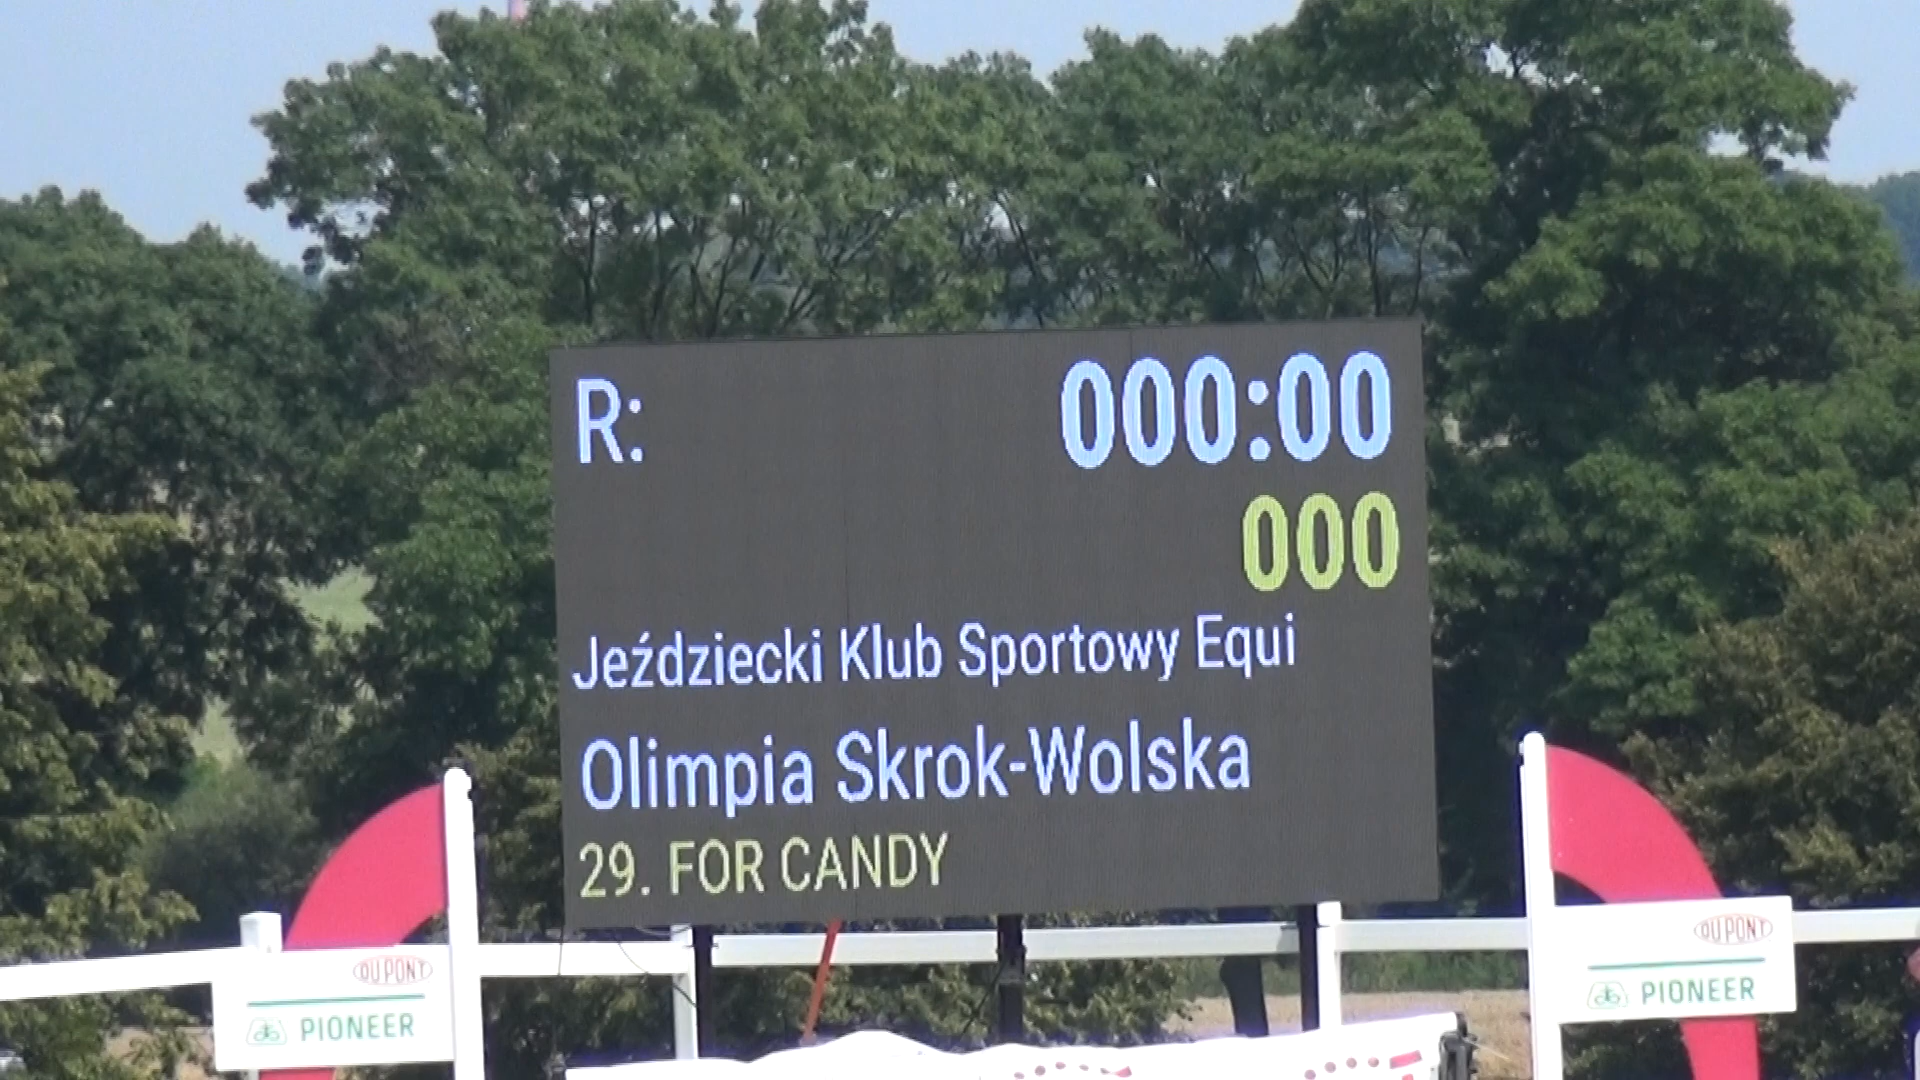 R: 000:00
000
Jeździecki Klub Sportowy Equi
Olimpia Skrok-Wolska
29. FOR CANDY
DUPONT
PIONEER
DUPONT
PIONEER